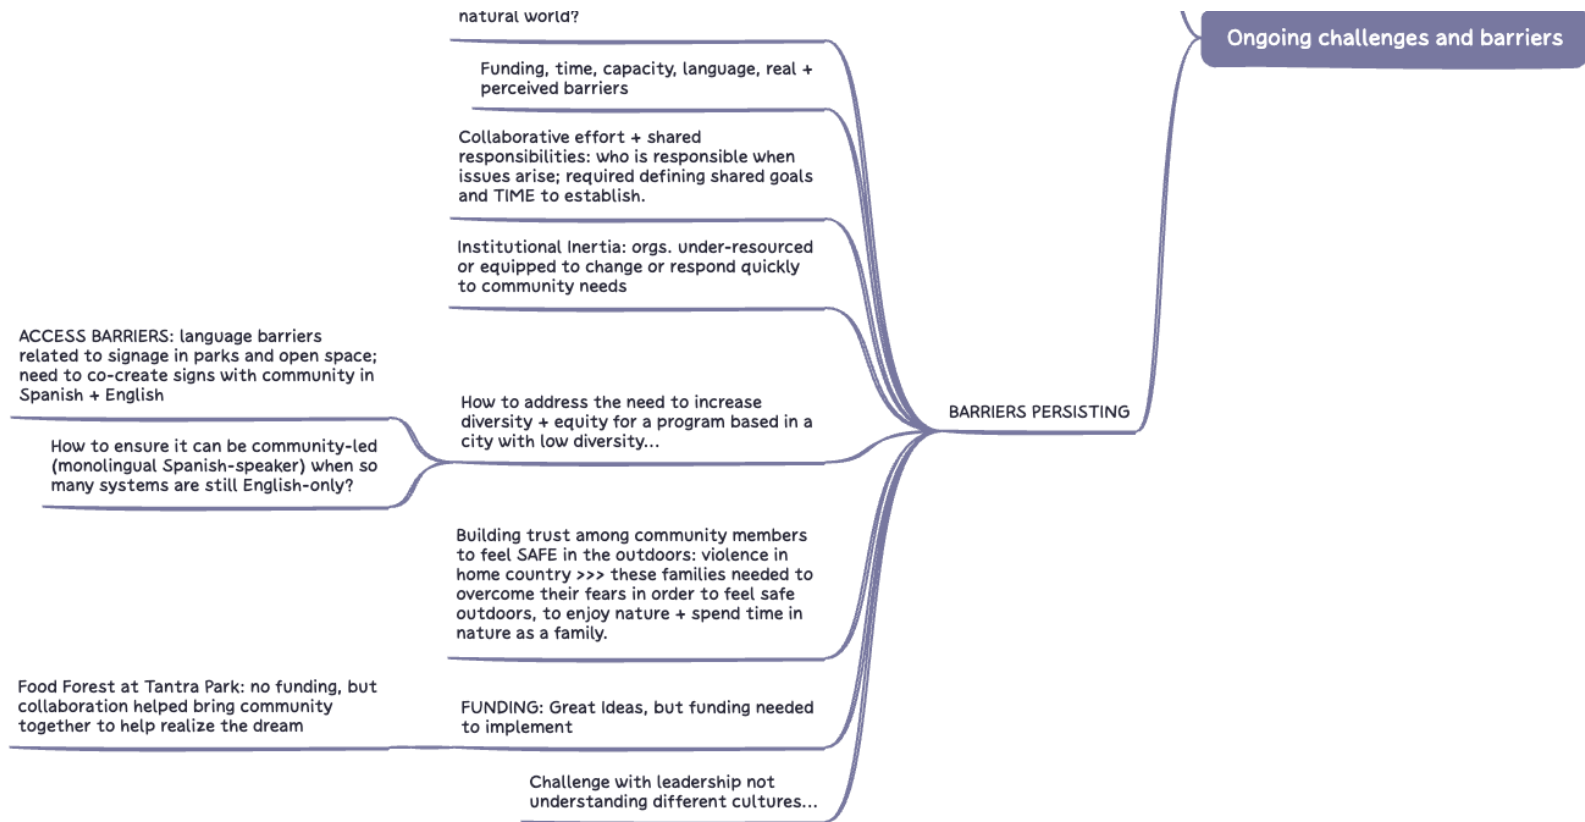 natural world?
Ongoing challenges and barriers
Funding, time, capacity, language, real +
perceived barriers
Collaborative effort + shared
responsibilities: who is responsible when
issues arise; required defining shared goals
and TIME to establish.
Institutional Inertia: orgs. under-resourced
or equipped to change or respond quickly
to community needs
ACCESS BARRIERS: language barriers
related to signage in parks and open space;
need to co-create signs with community in
Spanish + English
How to ensure it can be community-led
(monolingual Spanish-speaker) when so
many systems are still English-only?
How to address the need to increase
diversity + equity for a program based in a
city with low diversity...
BARRIERS PERSISTING
Building trust among community members
to feel SAFE in the outdoors: violence in
home country >>> these families needed to
overcome their fears in order to feel safe
outdoors, to enjoy nature + spend time in
nature as a family.
Food Forest at Tantra Park: no funding, but
collaboration helped bring community
together to help realize the dream
FUNDING: Great Ideas, but funding needed
to implement
Challenge with leadership not
understanding different cultures...